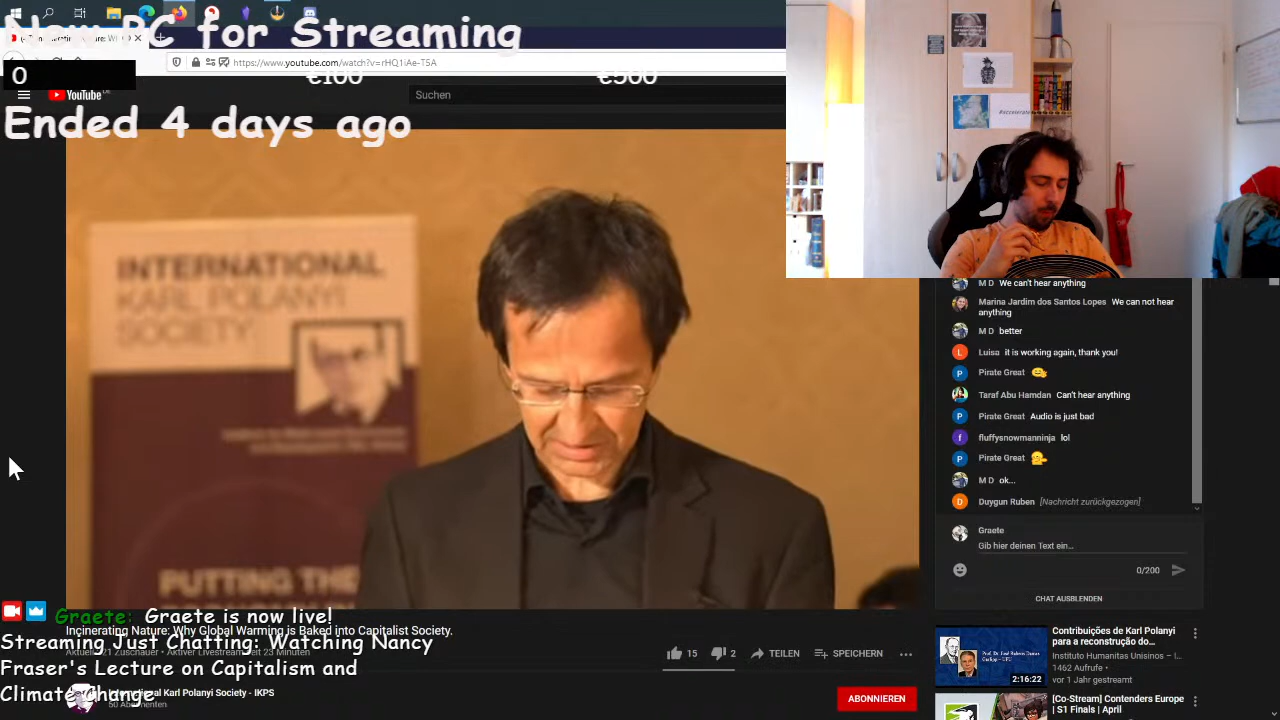 New PC for Streaming
https://www.youtube.com/watch?v=rHQ1iAe-T5A
0
€100
€500
YouTube
Suchen
Ended 4 days ago
INTERNATIONAL
KARL POLANYI
SOCIETY
PUTTING THE
M D We can't hear anything
Marina Jardim dos Santos Lopes We can not hear
anything
M D better
Luisa it is working again, thank you!
Pirate Great
Taraf Abu Hamdan Can't hear anything
Pirate Great Audio is just bad
fluffysnowmanninja lol
Pirate Great
M D ok...
Duygun Ruben [Nachricht zurückgezogen]
Graete
Gib hier deinen Text ein...
0/200
CHAT AUSBLENDEN
Graete: Graete is now live!
Incinerating Nature: Why Global Warming is Baked into Capitalist Society.
Streaming Just Chatting: Watching Nancy
Fraser's Lecture on Capitalism and
Climate Change
15
2
TEILEN
SPEICHERN
International Karl Polanyi Society - IKPS
50 Abonnenten
ABONNIEREN
Contribuições de Karl Polanyi
para a reconstrução do...
Instituto Humanitas Unisinos – I...
1462 Aufrufe •
vor 1 Jahr gestreamt
2:16:22
[Co-Stream] Contenders Europe
| S1 Finals | April